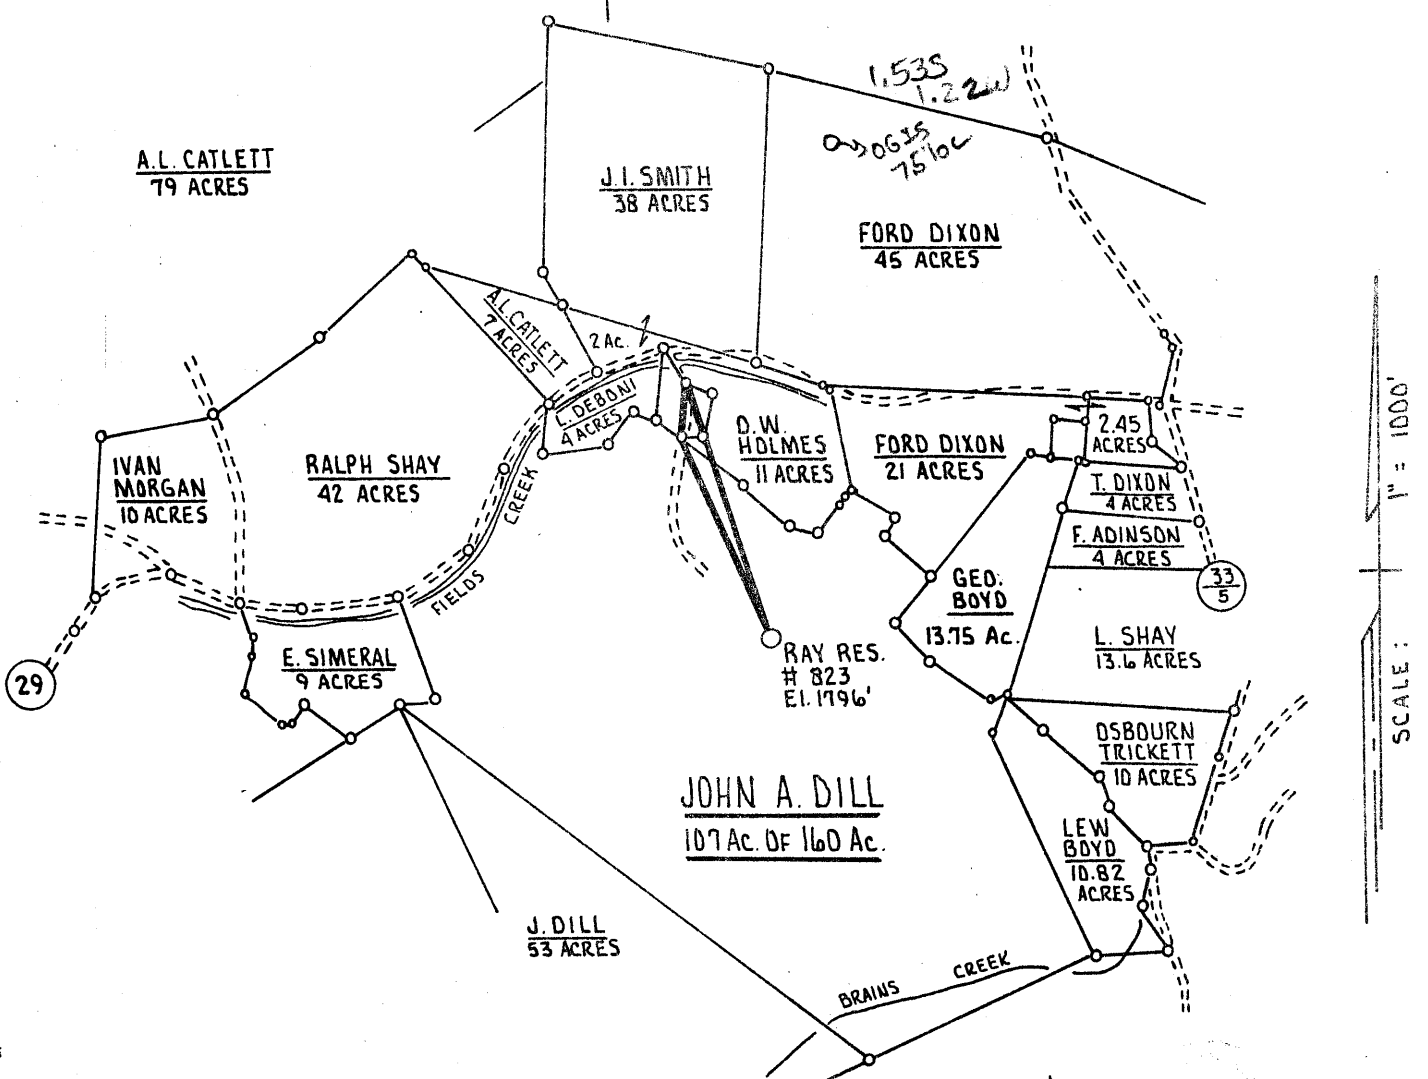 1.53S
1.22W
OGIS
75'loc
A.L. CATLETT
79 ACRES
J.I. SMITH
38 ACRES
FORD DIXON
45 ACRES
A.L. CATLETT
7 ACRES
2 Ac.
L. DEBONI
4 ACRES
D.W.
HOLMES
11 ACRES
FORD DIXON
21 ACRES
2.45
ACRES
T. DIXON
4 ACRES
F. ADINSON
4 ACRES
33
5
IVAN
MORGAN
10 ACRES
RALPH SHAY
42 ACRES
FIELDS CREEK
GEO.
BOYD
13.75 Ac.
L. SHAY
13.6 ACRES
E. SIMERAL
9 ACRES
29
RAY RES.
# 823
El. 1796'
OSBOURN
TRICKETT
10 ACRES
JOHN A. DILL
107 Ac. OF 160 Ac.
LEW
BOYD
10.82
ACRES
J. DILL
53 ACRES
BRAINS CREEK
SCALE: 1" = 1000'